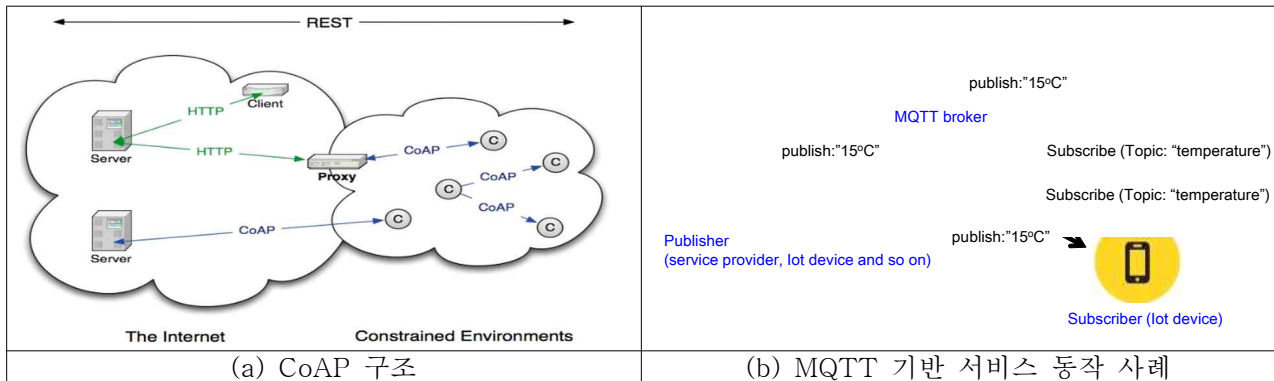 REST
Client
HTTP
Server
HTTP
Proxy
CoAP
C
C
CoAP
C
CoAP
C
C
CoAP
Server
The Internet
Constrained Environments
(a) CoAP 구조
publish:”15ºC”
MQTT broker
publish:”15ºC”
Subscribe (Topic: “temperature”)
Subscribe (Topic: “temperature”)
publish:”15ºC”
Publisher
(service provider, Iot device and so on)
Subscriber (Iot device)
(b) MQTT 기반 서비스 동작 사례